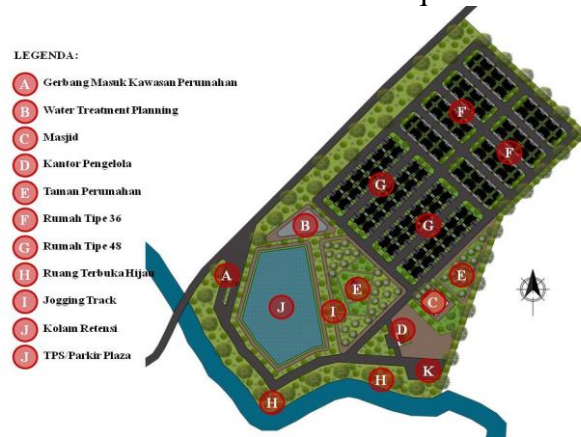 LEGENDA:
A Gerbang Masuk Kawasan Perumahan
B Water Treatment Planning
C Masjid
D Kantor Pengelola
E Taman Perumahan
F Rumah Tipe 36
G Rumah Tipe 48
H Ruang Terbuka Hijau
I Jogging Track
J Kolam Retensi
J TPS/Parkir Plaza
F
F
G
G
B
A
E
E
J
I
C
D
K
H
H